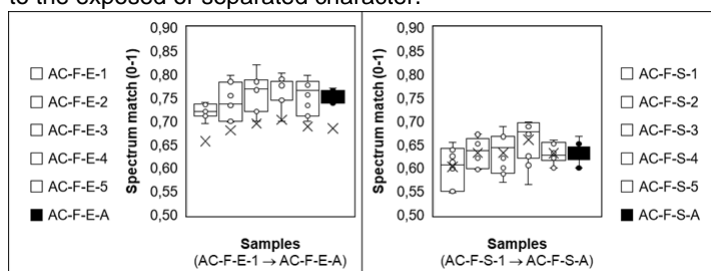 to the exposed or separated character.
AC-F-E-1
AC-F-E-2
AC-F-E-3
AC-F-E-4
AC-F-E-5
AC-F-E-A
Spectrum match (0-1)
0,90
0,85
0,80
0,75
0,70
0,65
0,60
0,55
0,50
Samples
(AC-F-E-1 → AC-F-E-A)
Spectrum match (0-1)
0,90
0,85
0,80
0,75
0,70
0,65
0,60
0,55
0,50
Samples
(AC-F-S-1 → AC-F-S-A)
AC-F-S-1
AC-F-S-2
AC-F-S-3
AC-F-S-4
AC-F-S-5
AC-F-S-A